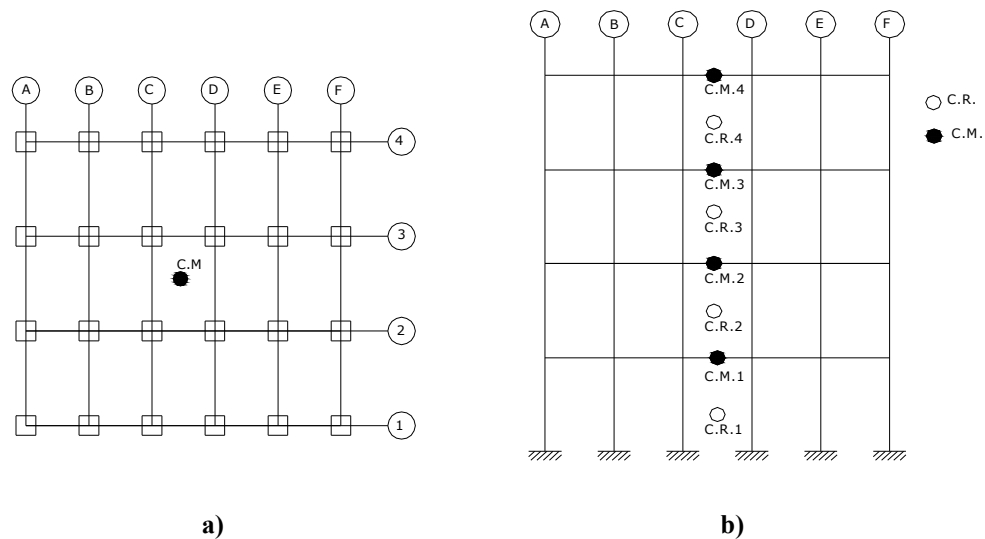 A B C D E F
4
3
C.M
2
1
a)
A B C D E F
C.M.4
C.R.4
C.M.3
C.R.3
C.M.2
C.R.2
C.M.1
C.R.1
C.R.
C.M.
b)